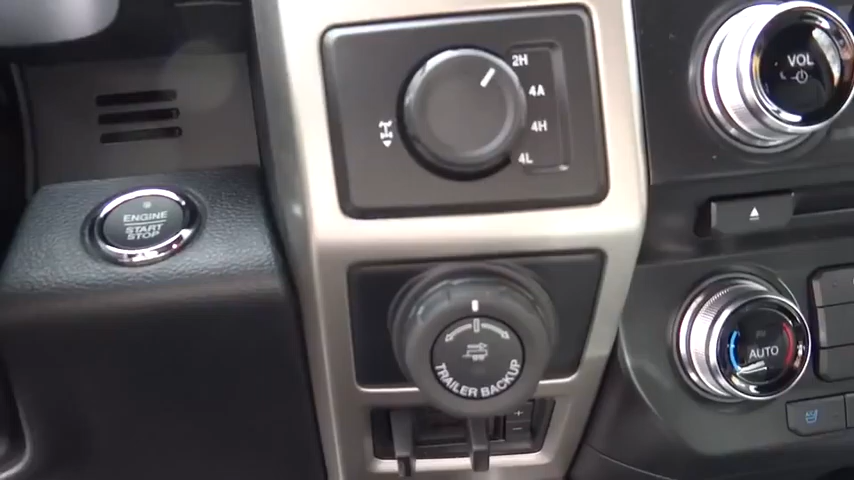 2H
4A
4H
4L
VOL
ENGINE
START
STOP
AUTO
TRAILER BACKUP
+
-